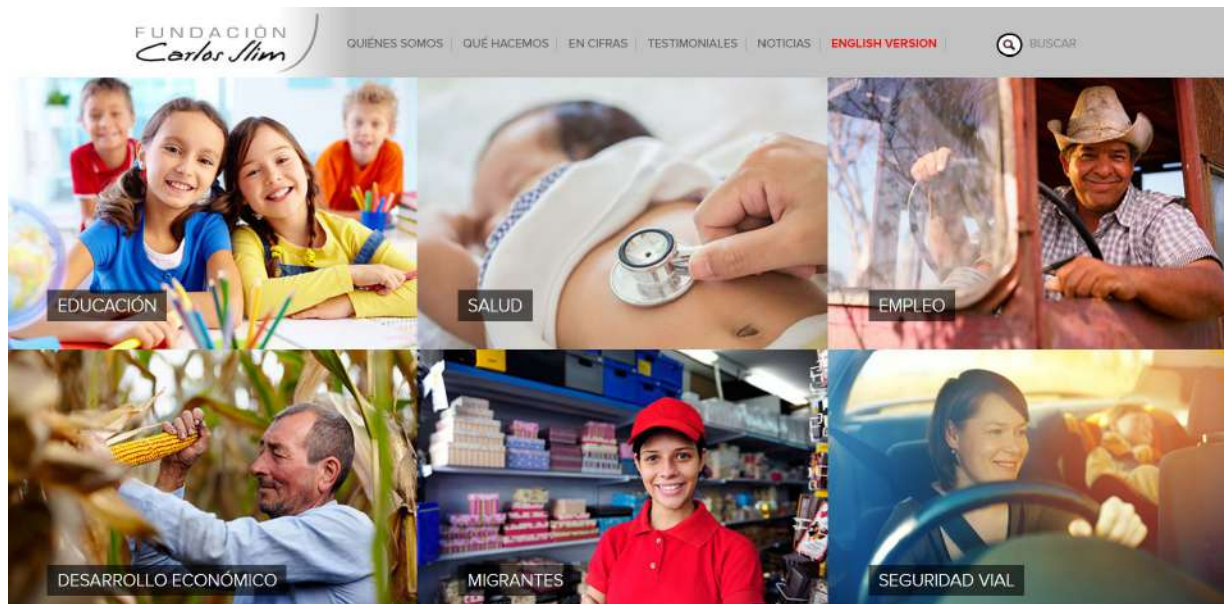 FUNDACIÓN
Carlos Slim
QUIÉNES SOMOS | QUÉ HACEMOS | EN CIFRAS | TESTIMONIALES | NOTICIAS | ENGLISH VERSION |
BUSCAR
EDUCACIÓN
SALUD
EMPLEO
DESARROLLO ECONÓMICO
MIGRANTES
SEGURIDAD VIAL